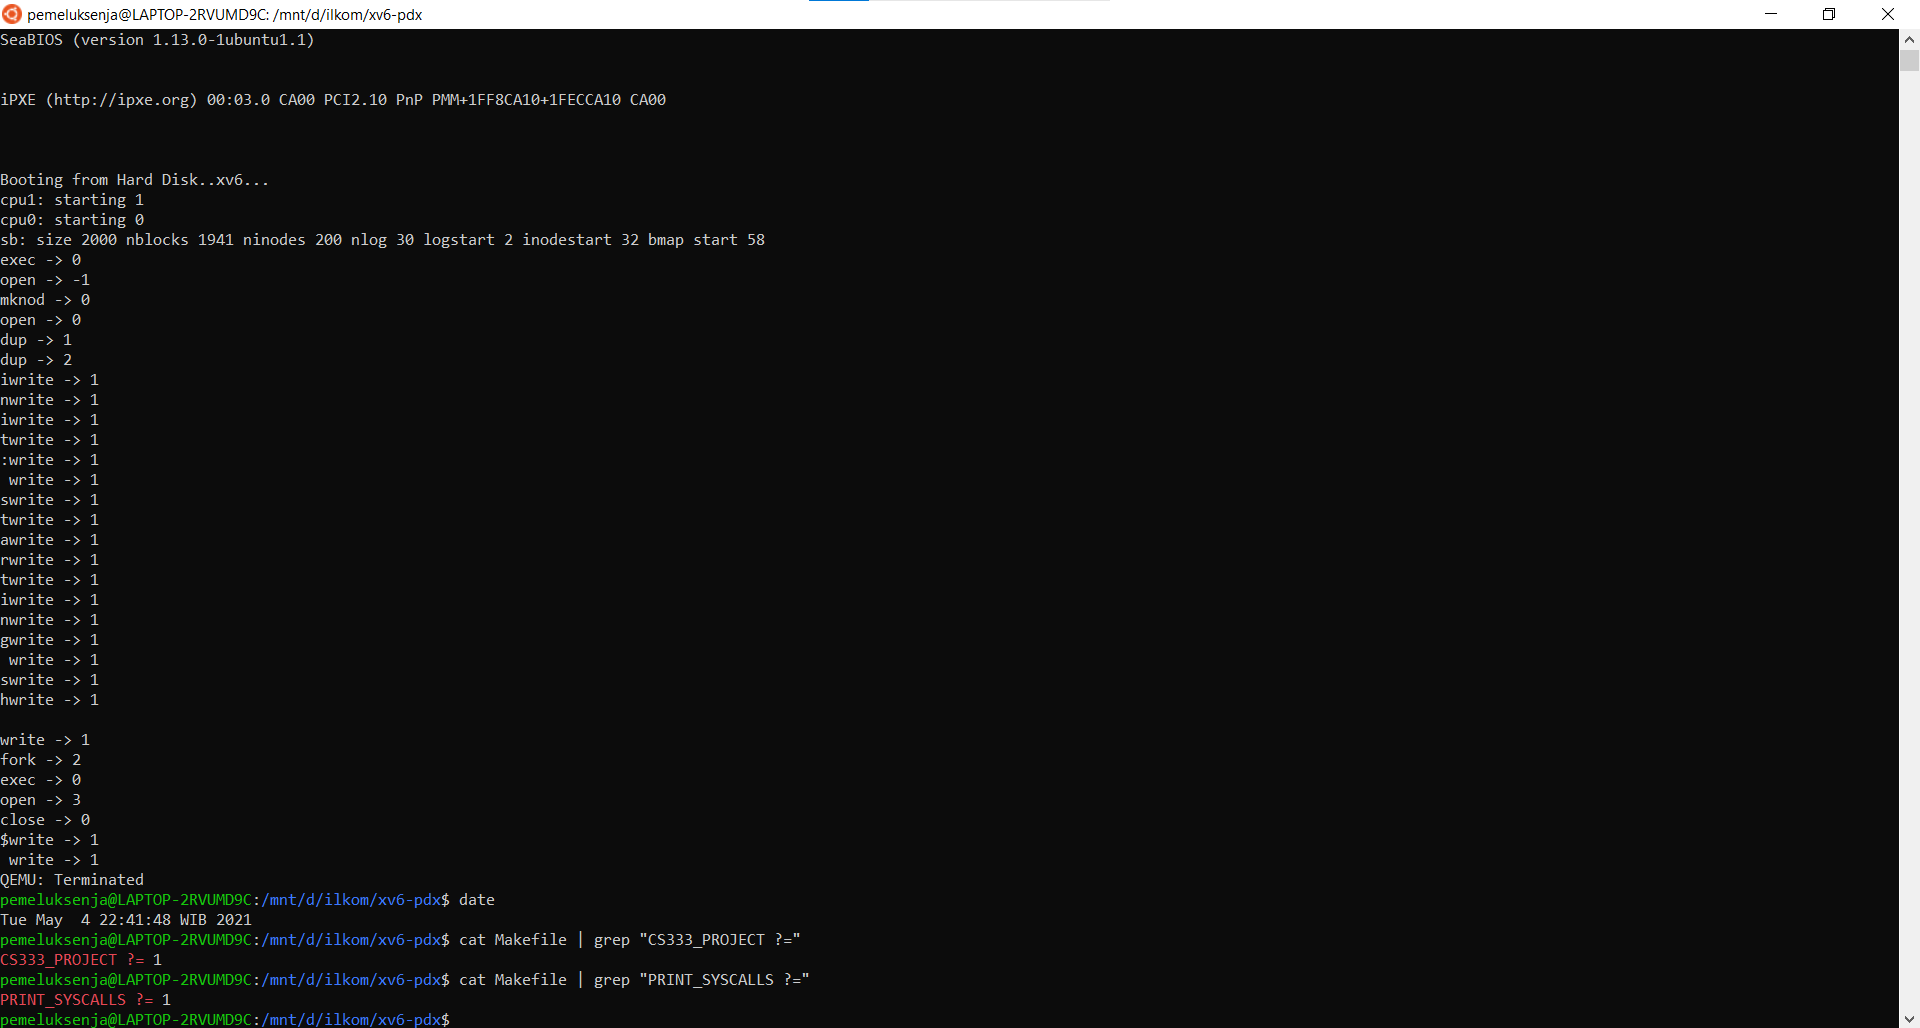 pemeluksenja@LAPTOP-2RVUMD9C: /mnt/d/ilkom/xv6-pdx
SeaBIOS (version 1.13.0-1ubuntu1.1)
iPXE (http://ipxe.org) 00:03.0 CA00 PCI2.10 PnP PMM+1FF8CA10+1FECCA10 CA00
Booting from Hard Disk..xv6...
cpu1: starting 1
cpu0: starting 0
sb: size 2000 nblocks 1941 ninodes 200 nlog 30 logstart 2 inodestart 32 bmap start 58
exec -> 0
open -> -1
mknod -> 0
open -> 0
dup -> 1
dup -> 2
iwrite -> 1
nwrite -> 1
iwrite -> 1
twrite -> 1
:write -> 1
 write -> 1
swrite -> 1
twrite -> 1
awrite -> 1
rwrite -> 1
twrite -> 1
iwrite -> 1
nwrite -> 1
gwrite -> 1
 write -> 1
swrite -> 1
hwrite -> 1
write -> 1
fork -> 2
exec -> 0
open -> 3
close -> 0
$write -> 1
 write -> 1
QEMU: Terminated
pemeluksenja@LAPTOP-2RVUMD9C:/mnt/d/ilkom/xv6-pdx$ date
Tue May  4 22:41:48 WIB 2021
pemeluksenja@LAPTOP-2RVUMD9C:/mnt/d/ilkom/xv6-pdx$ cat Makefile | grep "CS333_PROJECT ?="
CS333_PROJECT ?= 1
pemeluksenja@LAPTOP-2RVUMD9C:/mnt/d/ilkom/xv6-pdx$ cat Makefile | grep "PRINT_SYSCALLS ?="
PRINT_SYSCALLS ?= 1
pemeluksenja@LAPTOP-2RVUMD9C:/mnt/d/ilkom/xv6-pdx$